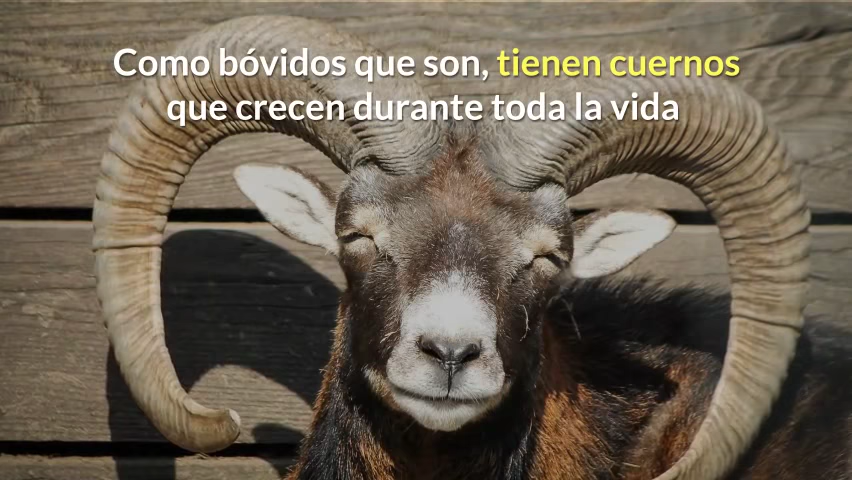 Como bóvidos que son, tienen cuernos
que crecen durante toda la vida